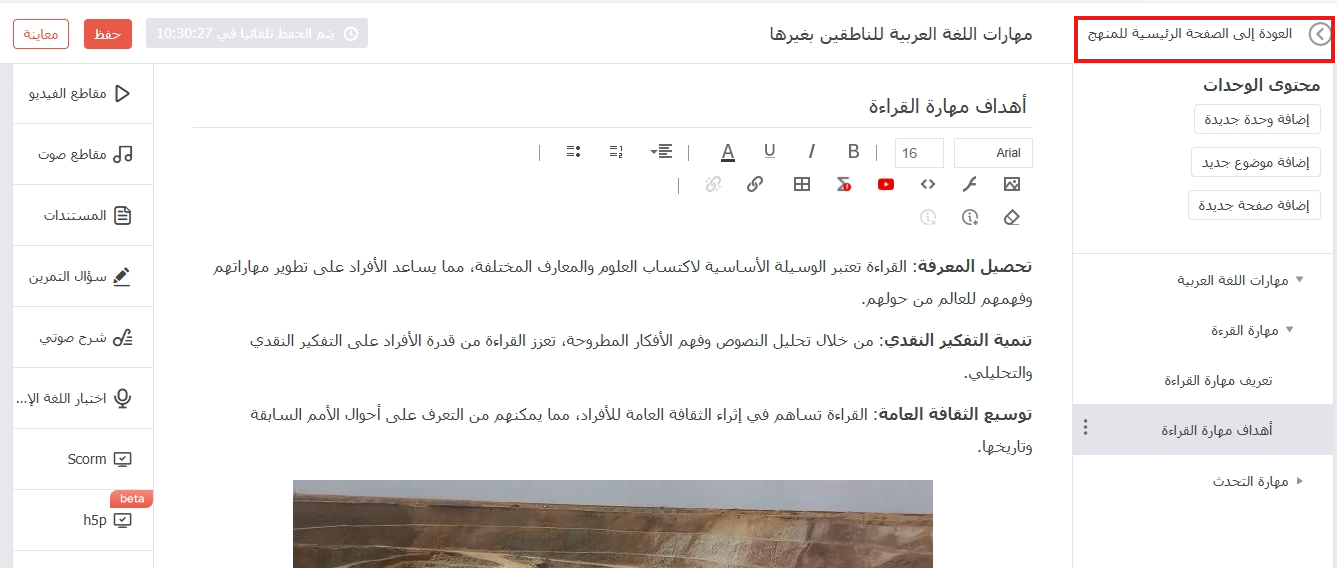 العودة إلى الصفحة الرئيسية للمنهج
مهارات اللغة العربية للناطقين بغيرها
يتم الحفظ تلقائيا في 10:30:27
حفظ
معاينة
محتوى الوحدات
إضافة وحدة جديدة
إضافة موضوع جديد
إضافة صفحة جديدة
مهارات اللغة العربية
مهارة القرءة
تعريف مهارة القراءة
أهداف مهارة القراءة
مهارة التحدث
أهداف مهارة القراءة
Arial
16
B
I
U
A
تحصيل المعرفة: القراءة تعتبر الوسيلة الأساسية لاكتساب العلوم والمعارف المختلفة، مما يساعد الأفراد على تطوير مهاراتهم
وفهمهم للعالم من حولهم.
تنمية التفكير النقدي: من خلال تحليل النصوص وفهم الأفكار المطروحة، تعزز القراءة من قدرة الأفراد على التفكير النقدي
والتحليلي.
توسيع الثقافة العامة: القراءة تساهم في إثراء الثقافة العامة للأفراد، مما يمكنهم من التعرف على أحوال الأمم السابقة
وتاريخها.
مقاطع الفيديو
مقاطع صوت
المستندات
سؤال التمرين
شرح صوتي
اختبار اللغة الإ...
Scorm
beta
h5p